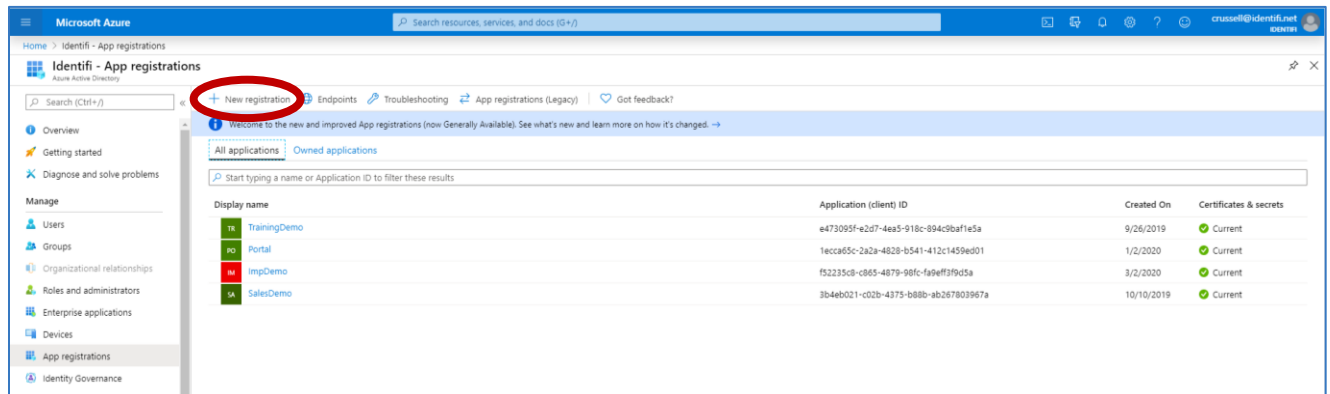 Microsoft Azure
Search resources, services, and docs (G+/)
crussell@identifi.net
IDENTIFI
Home > Identifi - App registrations
Identifi - App registrations
Azure Active Directory
Search (Ctrl+/)
«
+ New registration
Endpoints
Troubleshooting
App registrations (Legacy)
Got feedback?
Welcome to the new and improved App registrations (now Generally Available). See what's new and learn more on how it's changed. →
Overview
Getting started
Diagnose and solve problems
Manage
Users
Groups
Organizational relationships
Roles and administrators
Enterprise applications
Devices
App registrations
Identity Governance
All applications
Owned applications
Start typing a name or Application ID to filter these results
Display name Application (client) ID Created On Certificates & secrets
TR TrainingDemo e473095f-e2d7-4ea5-918c-894c9baf1e5a 9/26/2019 Current
PO Portal 1ecca65c-2a2a-4828-b541-412c1459ed01 1/2/2020 Current
IM ImpDemo f52235c8-c865-4879-98fc-fa9eff3f9d5a 3/2/2020 Current
SA SalesDemo 3b4eb021-c02b-4375-b88b-ab267803967a 10/10/2019 Current